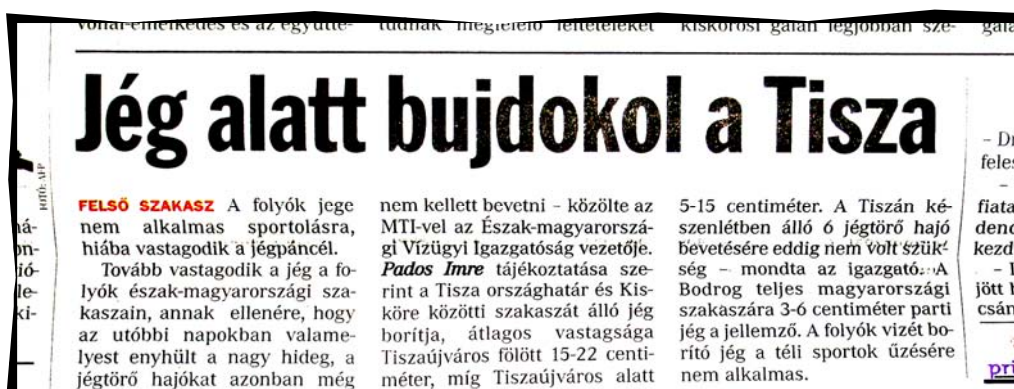 Jég alatt bujdokol a Tisza
FELSŐ SZAKASZ A folyók jege
nem alkalmas sportolásra,
hiába vastagodik a jégpáncél.
Tovább vastagodik a jég a fo-
lyók észak-magyarországi sza-
kaszain, annak ellenére, hogy
az utóbbi napokban valame-
lyest enyhült a nagy hideg, a
jégtörő hajókat azonban még
nem kellett bevetni – közölte az
MTI-vel az Észak-magyarorszá-
gi Vízügyi Igazgatóság vezetője.
Pados Imre tájékoztatása sze-
rint a Tisza országhatár és Kis-
köre közötti szakaszát álló jég
borítja, átlagos vastagsága
Tiszaújváros fölött 15-22 centi-
méter, míg Tiszaújváros alatt
5-15 centiméter. A Tiszán ké-
szenlétben álló 6 jégtörő hajó
bevetésére eddig nem volt szük-
ség – mondta az igazgató. A
Bodrog teljes magyarországi
szakaszára 3-6 centiméter parti
jég a jellemző. A folyók vizét bo-
rító jég a téli sportok űzésére
nem alkalmas.
FOTÓ: AFP